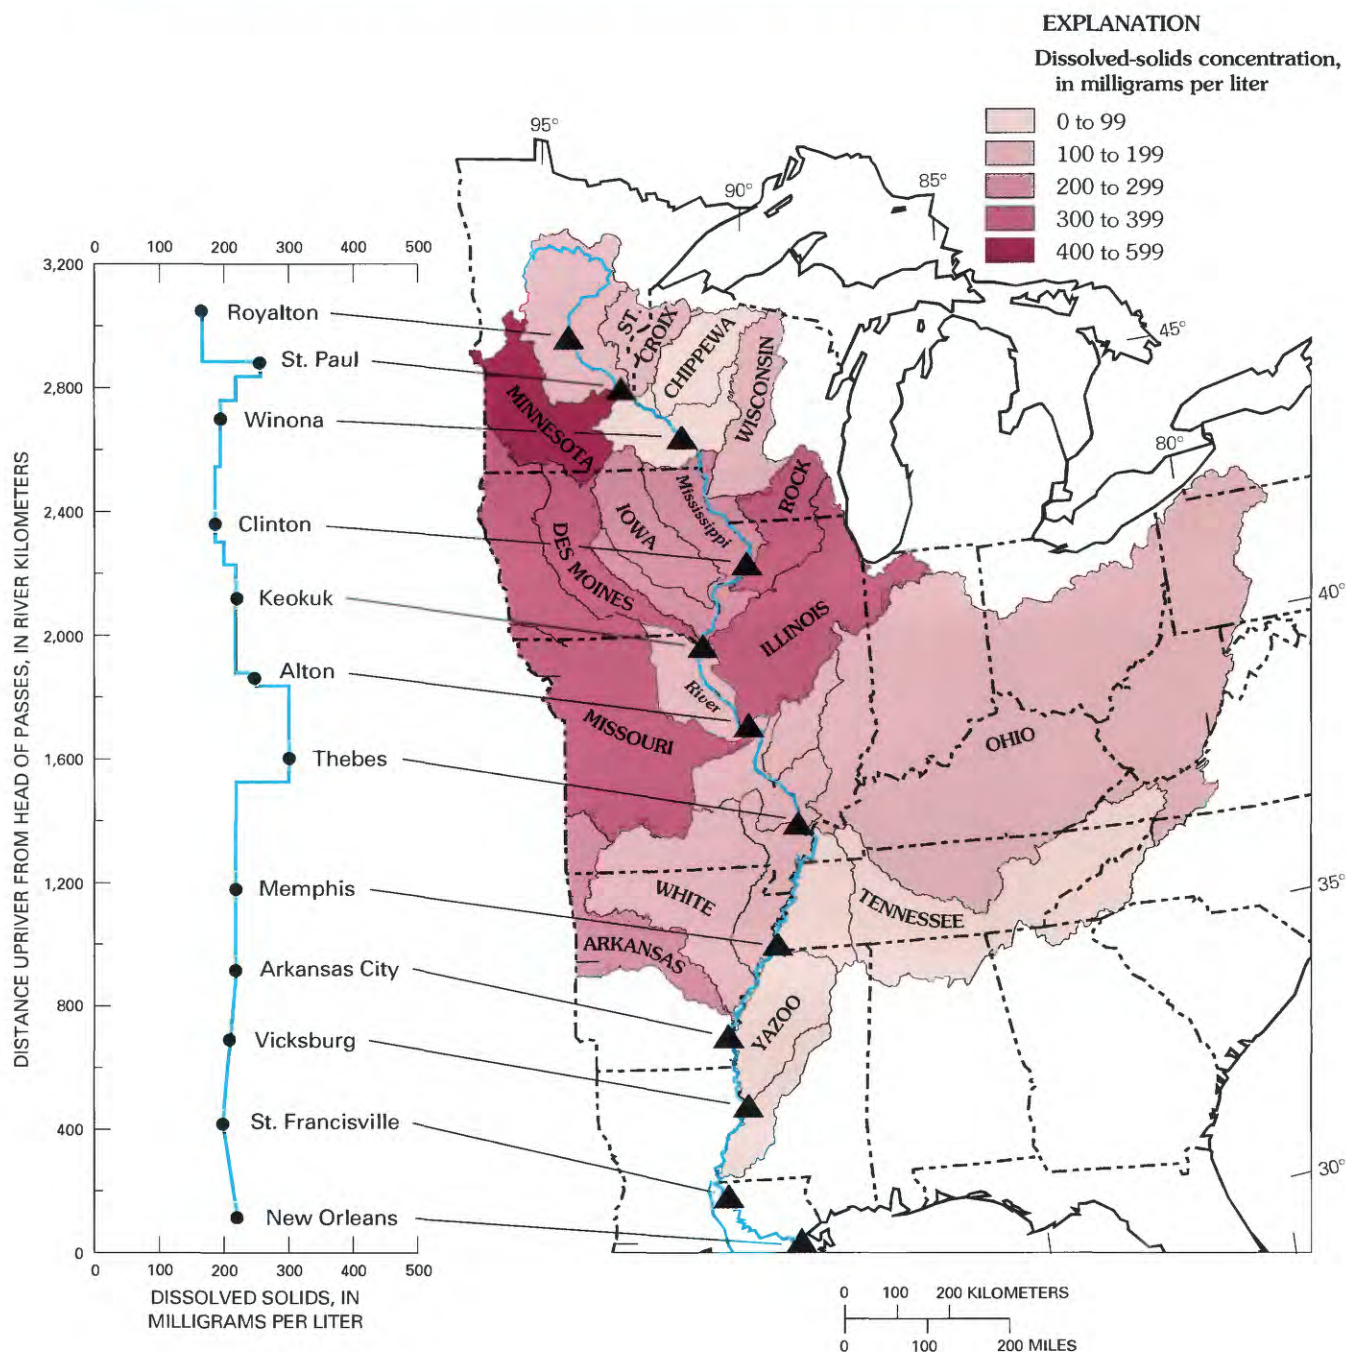 EXPLANATION
Dissolved-solids concentration,
in milligrams per liter
0 to 99
100 to 199
200 to 299
300 to 399
400 to 599
95°
90°
85°
45°
80°
40°
35°
30°
0 100 200 300 400 500
3,200
2,800
2,400
2,000
1,600
1,200
800
400
0
DISTANCE UPRIVER FROM HEAD OF PASSES, IN RIVER KILOMETERS
Royalton
St. Paul
Winona
Clinton
Keokuk
Alton
Thebes
Memphis
Arkansas City
Vicksburg
St. Francisville
New Orleans
0 100 200 300 400 500
DISSOLVED SOLIDS, IN
MILLIGRAMS PER LITER
ST.
CROIX
CHIPPEWA
WISCONSIN
MINNESOTA
Mississippi
ROCK
IOWA
DES MOINES
ILLINOIS
River
MISSOURI
OHIO
WHITE
TENNESSEE
ARKANSAS
YAZOO
0 100 200 KILOMETERS
0 100 200 MILES